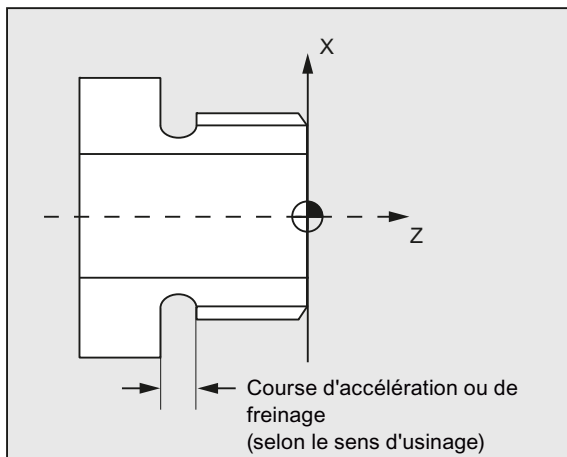 X
Z
Course d'accélération ou de
freinage
(selon le sens d'usinage)